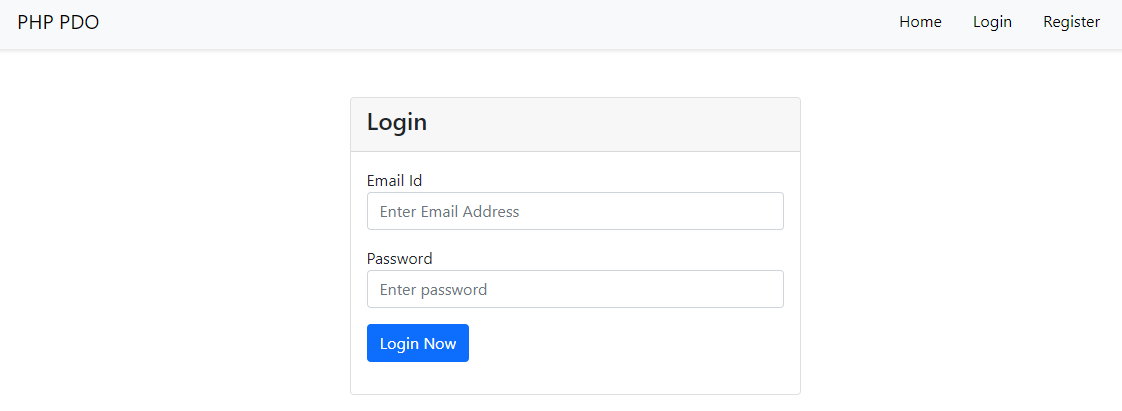 PHP PDO
Home Login Register
Login
Email Id
Enter Email Address
Password
Enter password
Login Now